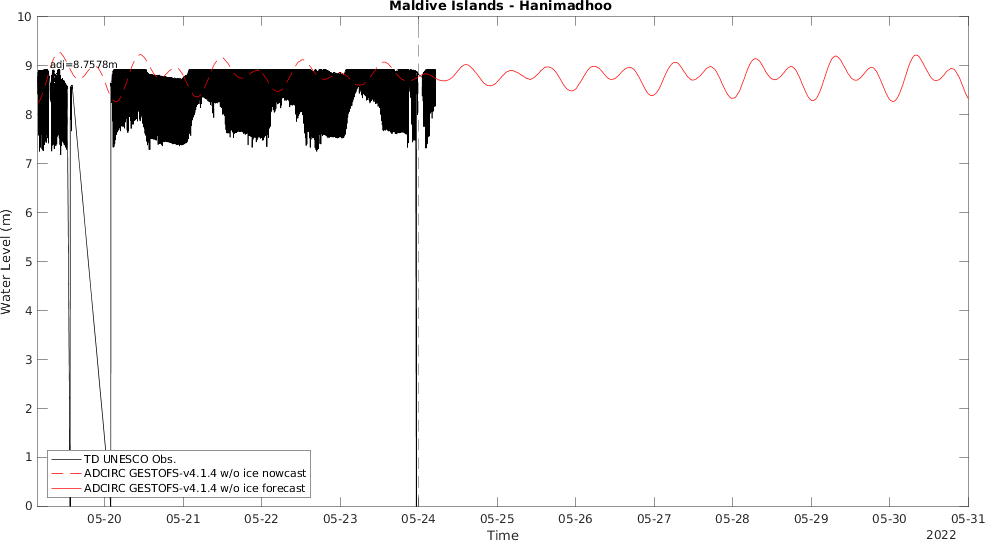 Maldive Islands - Hanimadhoo
adj=8.7578m
Water Level (m)
10
9
8
7
6
5
4
3
2
1
0
TD UNESCO Obs.
ADCIRC GESTOFS-v4.1.4 w/o ice nowcast
ADCIRC GESTOFS-v4.1.4 w/o ice forecast
05-20 05-21 05-22 05-23 05-24 05-25 05-26 05-27 05-28 05-29 05-30 05-31
Time
2022